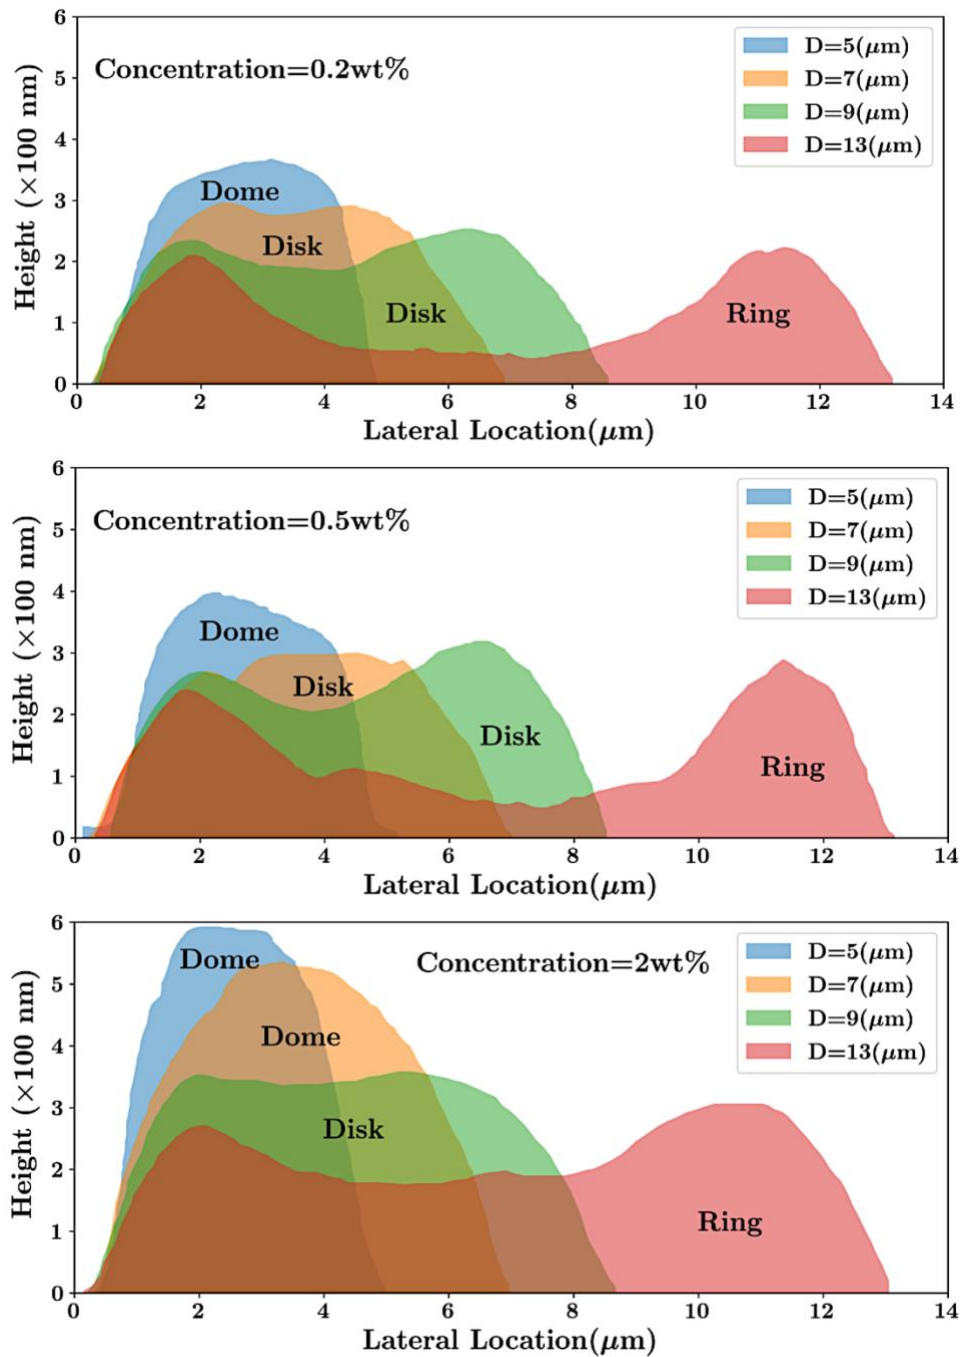 6
5
4
3
2
1
0
Height (×100 nm)
Concentration=0.2wt%
D=5(μm)
D=7(μm)
D=9(μm)
D=13(μm)
Dome
Disk
Disk
Ring
0 2 4 6 8 10 12 14
Lateral Location(μm)
6
5
4
3
2
1
0
Height (×100 nm)
Concentration=0.5wt%
D=5(μm)
D=7(μm)
D=9(μm)
D=13(μm)
Dome
Disk
Disk
Ring
0 2 4 6 8 10 12 14
Lateral Location(μm)
6
5
4
3
2
1
0
Height (×100 nm)
Concentration=2wt%
D=5(μm)
D=7(μm)
D=9(μm)
D=13(μm)
Dome
Dome
Disk
Ring
0 2 4 6 8 10 12 14
Lateral Location(μm)